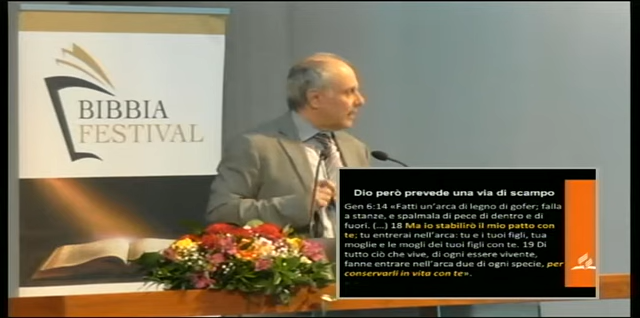 BIBBIA
FESTIVAL
Dio però prevede una via di scampo
Gen 6:14 «Fatti un'arca di legno di gofer; falla
a stanze, e spalmala di pece di dentro e di
fuori. (...) 18 Ma io stabilirò il mio patto con
te; tu entrerai nell'arca: tu e i tuoi figli, tua
moglie e le mogli dei tuoi figli con te. 19 Di
tutto ciò che vive, di ogni essere vivente,
fanne entrare nell'arca due di ogni specie, per
conservarli in vita con te».